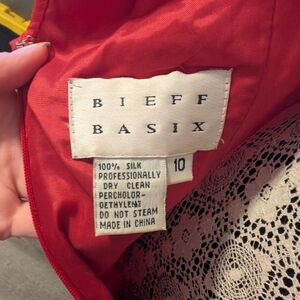 BIEFF
BASIX
10
100% SILK
PROFESSIONALLY
DRY CLEAN
PERCHOLOR-
OETHYLENE
DO NOT STEAM
MADE IN CHINA